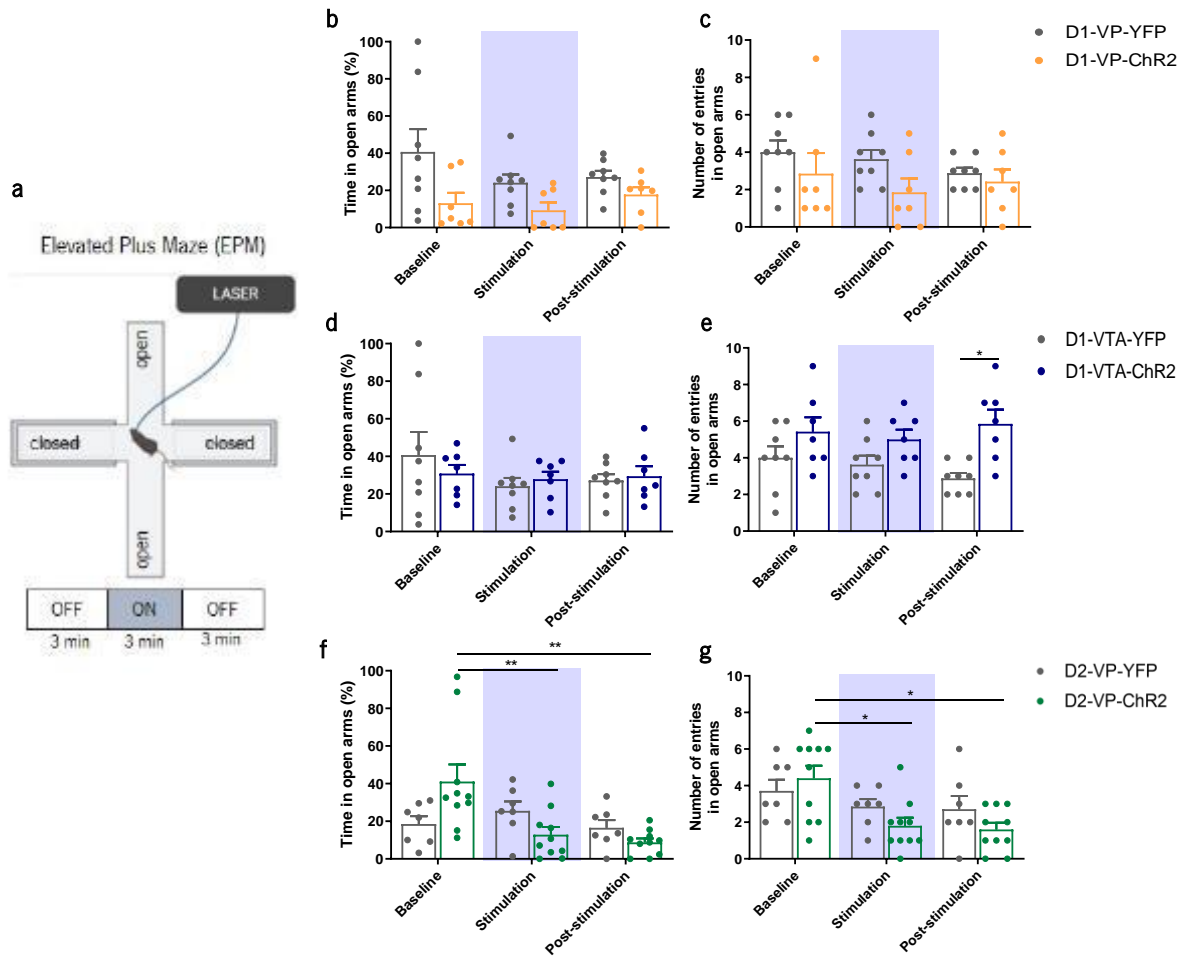 a
Elevated Plus Maze (EPM)
LASER
open
closed
closed
open
OFF ON OFF
3 min 3 min 3 min
b
Time in open arms (%)
100
80
60
40
20
0
Baseline
Stimulation
Post-stimulation
c
Number of entries
in open arms
10
8
6
4
2
0
Baseline
Stimulation
Post-stimulation
D1-VP-YFP
D1-VP-ChR2
d
Time in open arms (%)
100
80
60
40
20
0
Baseline
Stimulation
Post-stimulation
e
Number of entries
in open arms
10
8
6
4
2
0
*
Baseline
Stimulation
Post-stimulation
D1-VTA-YFP
D1-VTA-ChR2
f
Time in open arms (%)
100
80
60
40
20
0
**
**
Baseline
Stimulation
Post-stimulation
g
Number of entries
in open arms
10
8
6
4
2
0
*
*
Baseline
Stimulation
Post-stimulation
D2-VP-YFP
D2-VP-ChR2